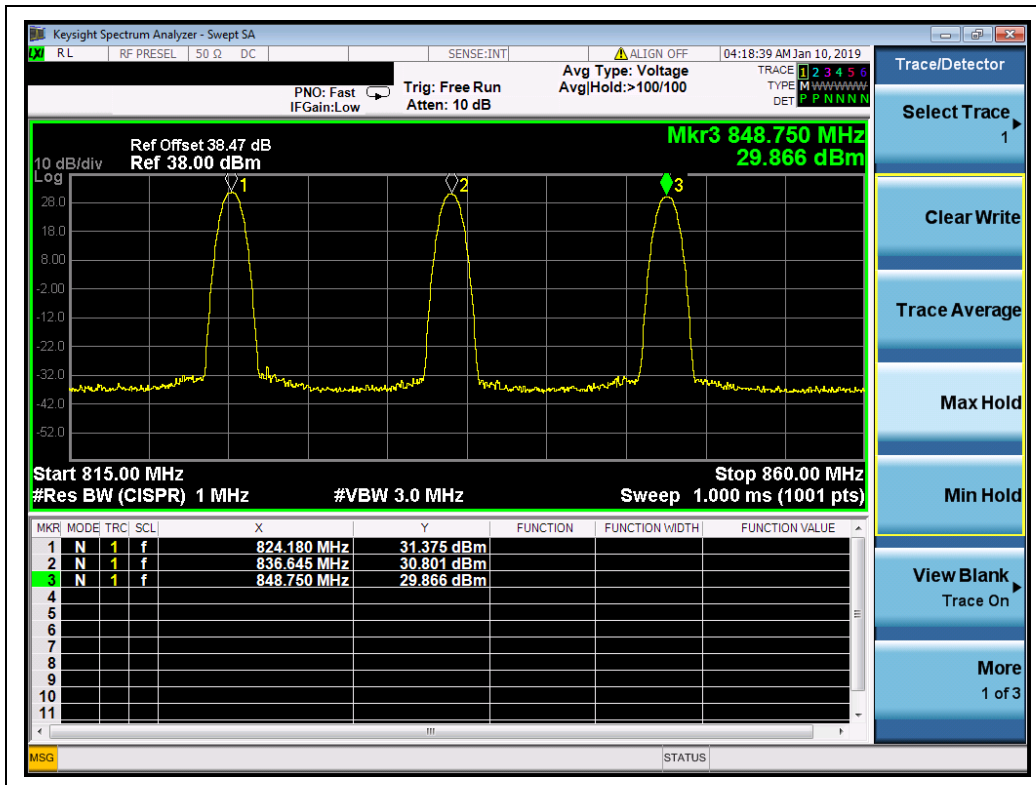 Keysight Spectrum Analyzer - Swept SA
LXI RL RF PRESEL 50 Ω DC SENSE:INT ALIGN OFF 04:18:39 AM Jan 10, 2019
PNO: Fast
IFGain:Low
Trig: Free Run
Atten: 10 dB
Avg Type: Voltage
Avg|Hold:>100/100
TRACE 1 2 3 4 5 6
TYPE M W W W W W
DET P P N N N N
Mkr3 848.750 MHz
29.866 dBm
Ref Offset 38.47 dB
10 dB/div Ref 38.00 dBm
Log
1
2
3
28.0
18.0
8.00
-2.00
-12.0
-22.0
-32.0
-42.0
-52.0
Start 815.00 MHz Stop 860.00 MHz
#Res BW (CISPR) 1 MHz #VBW 3.0 MHz Sweep 1.000 ms (1001 pts)
MKR MODE TRC SCL X Y FUNCTION FUNCTION WIDTH FUNCTION VALUE
1 N 1 f 824.180 MHz 31.375 dBm
2 N 1 f 836.645 MHz 30.801 dBm
3 N 1 f 848.750 MHz 29.866 dBm
4
5
6
7
8
9
10
11
MSG STATUS
Trace/Detector
Select Trace
1
Clear Write
Trace Average
Max Hold
Min Hold
View Blank
Trace On
More
1 of 3